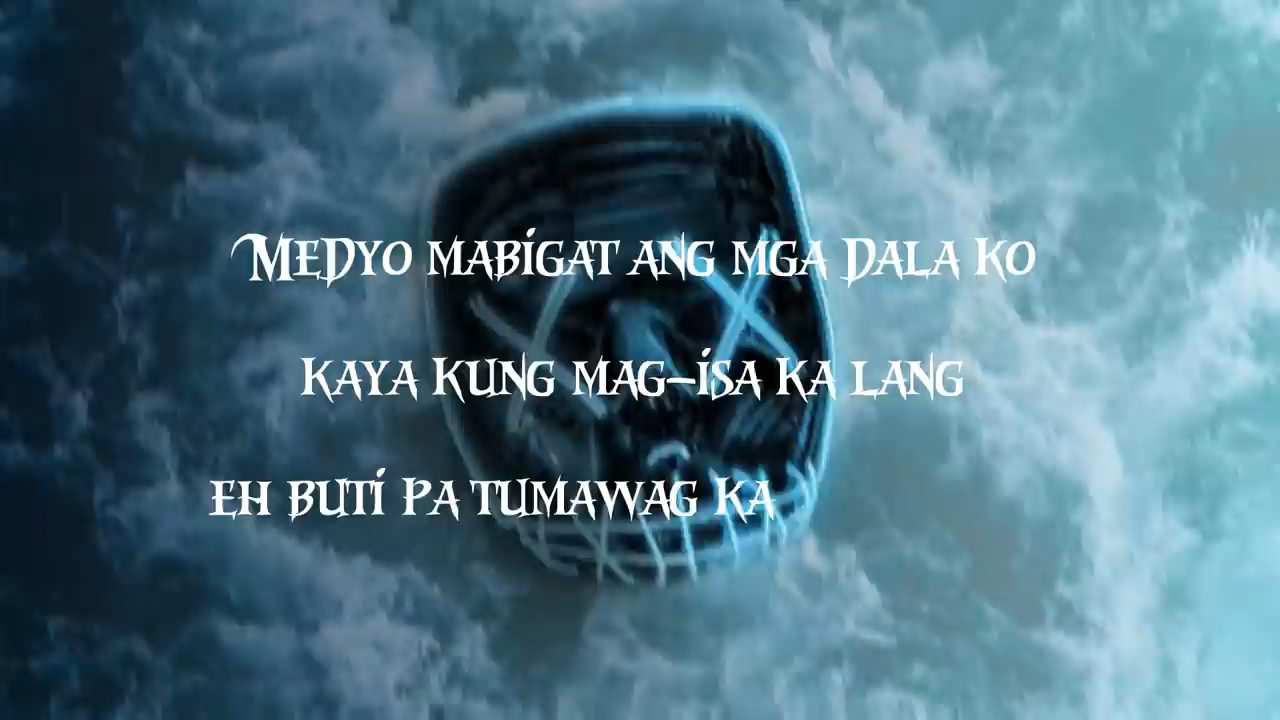 Medyo mabigat ang mga dala ko
kaya kung mag-isa ka lang
eh buti pa tumawag ka